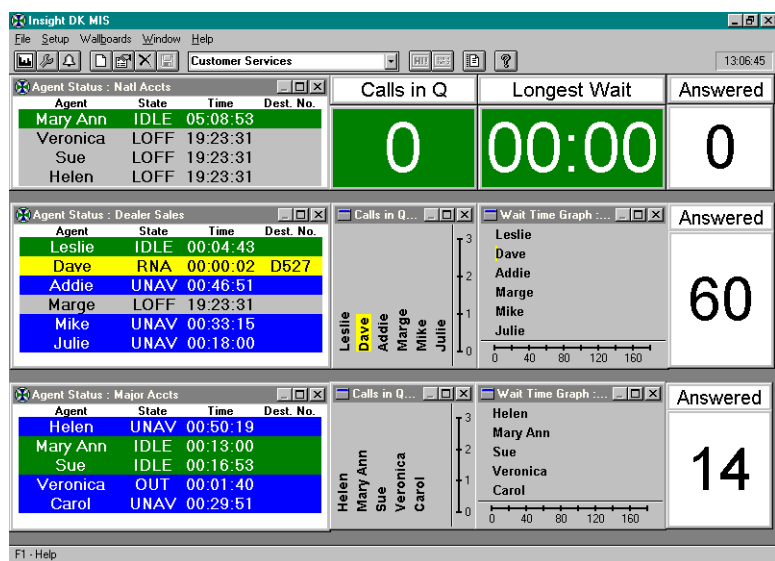 Insight DK MIS
File Setup Wallboards Window Help
Customer Services
13:06:45
Agent Status : Natl Accts
Agent State Time Dest. No.
Mary Ann IDLE 05:08:53
Veronica LOFF 19:23:31
Sue LOFF 19:23:31
Helen LOFF 19:23:31
Calls in Q
0
Longest Wait
00:00
Answered
0
Agent Status : Dealer Sales
Agent State Time Dest. No.
Leslie IDLE 00:04:43
Dave RNA 00:00:02 D527
Addie UNAV 00:46:51
Marge LOFF 19:23:31
Mike UNAV 00:33:15
Julie UNAV 00:18:00
Calls in Q...
3
2
1
0
Leslie
Dave
Addie
Marge
Mike
Julie
Wait Time Graph :...
Leslie
Dave
Addie
Marge
Mike
Julie
0 40 80 120 160
Answered
60
Agent Status : Major Accts
Agent State Time Dest. No.
Helen UNAV 00:50:19
Mary Ann IDLE 00:13:00
Sue IDLE 00:16:53
Veronica OUT 00:01:40
Carol UNAV 00:29:51
Calls in Q...
3
2
1
0
Helen
Mary Ann
Sue
Veronica
Carol
Wait Time Graph :...
Helen
Mary Ann
Sue
Veronica
Carol
0 40 80 120 160
Answered
14
F1 - Help